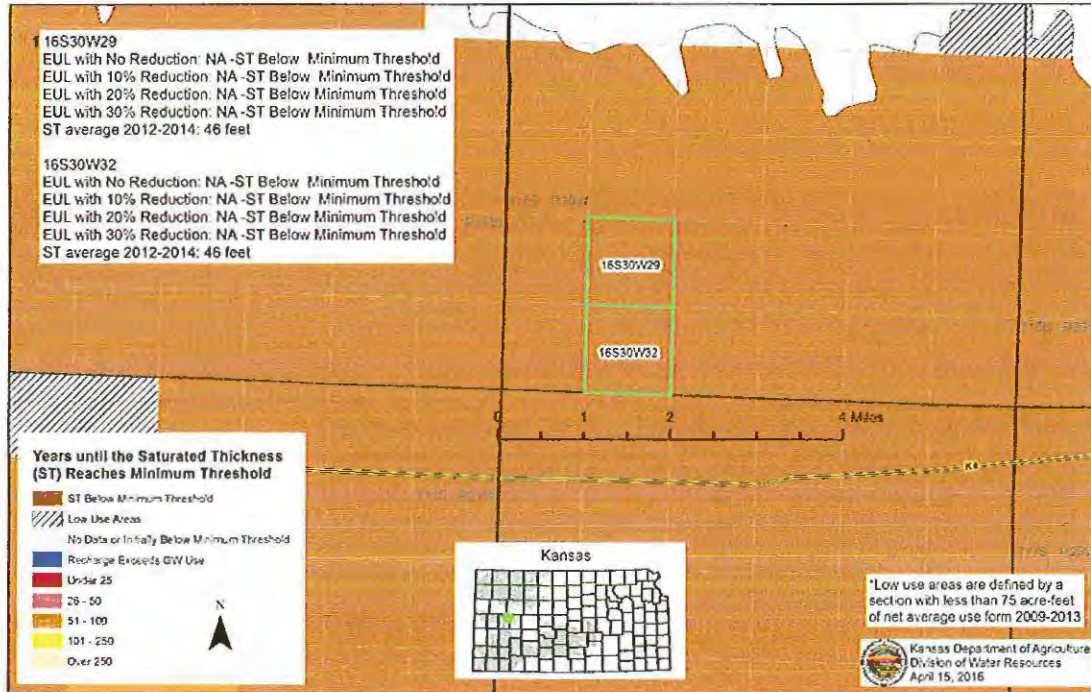 16S30W29
EUL with No Reduction: NA -ST Below Minimum Threshold
EUL with 10% Reduction: NA -ST Below Minimum Threshold
EUL with 20% Reduction: NA -ST Below Minimum Threshold
EUL with 30% Reduction: NA -ST Below Minimum Threshold
ST average 2012-2014: 46 feet
16S30W32
EUL with No Reduction: NA -ST Below Minimum Threshold
EUL with 10% Reduction: NA -ST Below Minimum Threshold
EUL with 20% Reduction: NA -ST Below Minimum Threshold
EUL with 30% Reduction: NA -ST Below Minimum Threshold
ST average 2012-2014: 46 feet
16S30W29
16S30W32
0 1 2 4 Miles
K4
Years until the Saturated Thickness
(ST) Reaches Minimum Threshold
ST Below Minimum Threshold
Low Use Areas
No Data or Initially Below Minimum Threshold
Recharge Exceeds GW Use
Under 25
26 - 50
51 - 100
101 - 250
Over 250
N
Kansas
*Low use areas are defined by a
section with less than 75 acre-feet
of net average use form 2009-2013
Kansas Department of Agriculture
Division of Water Resources
April 15, 2016